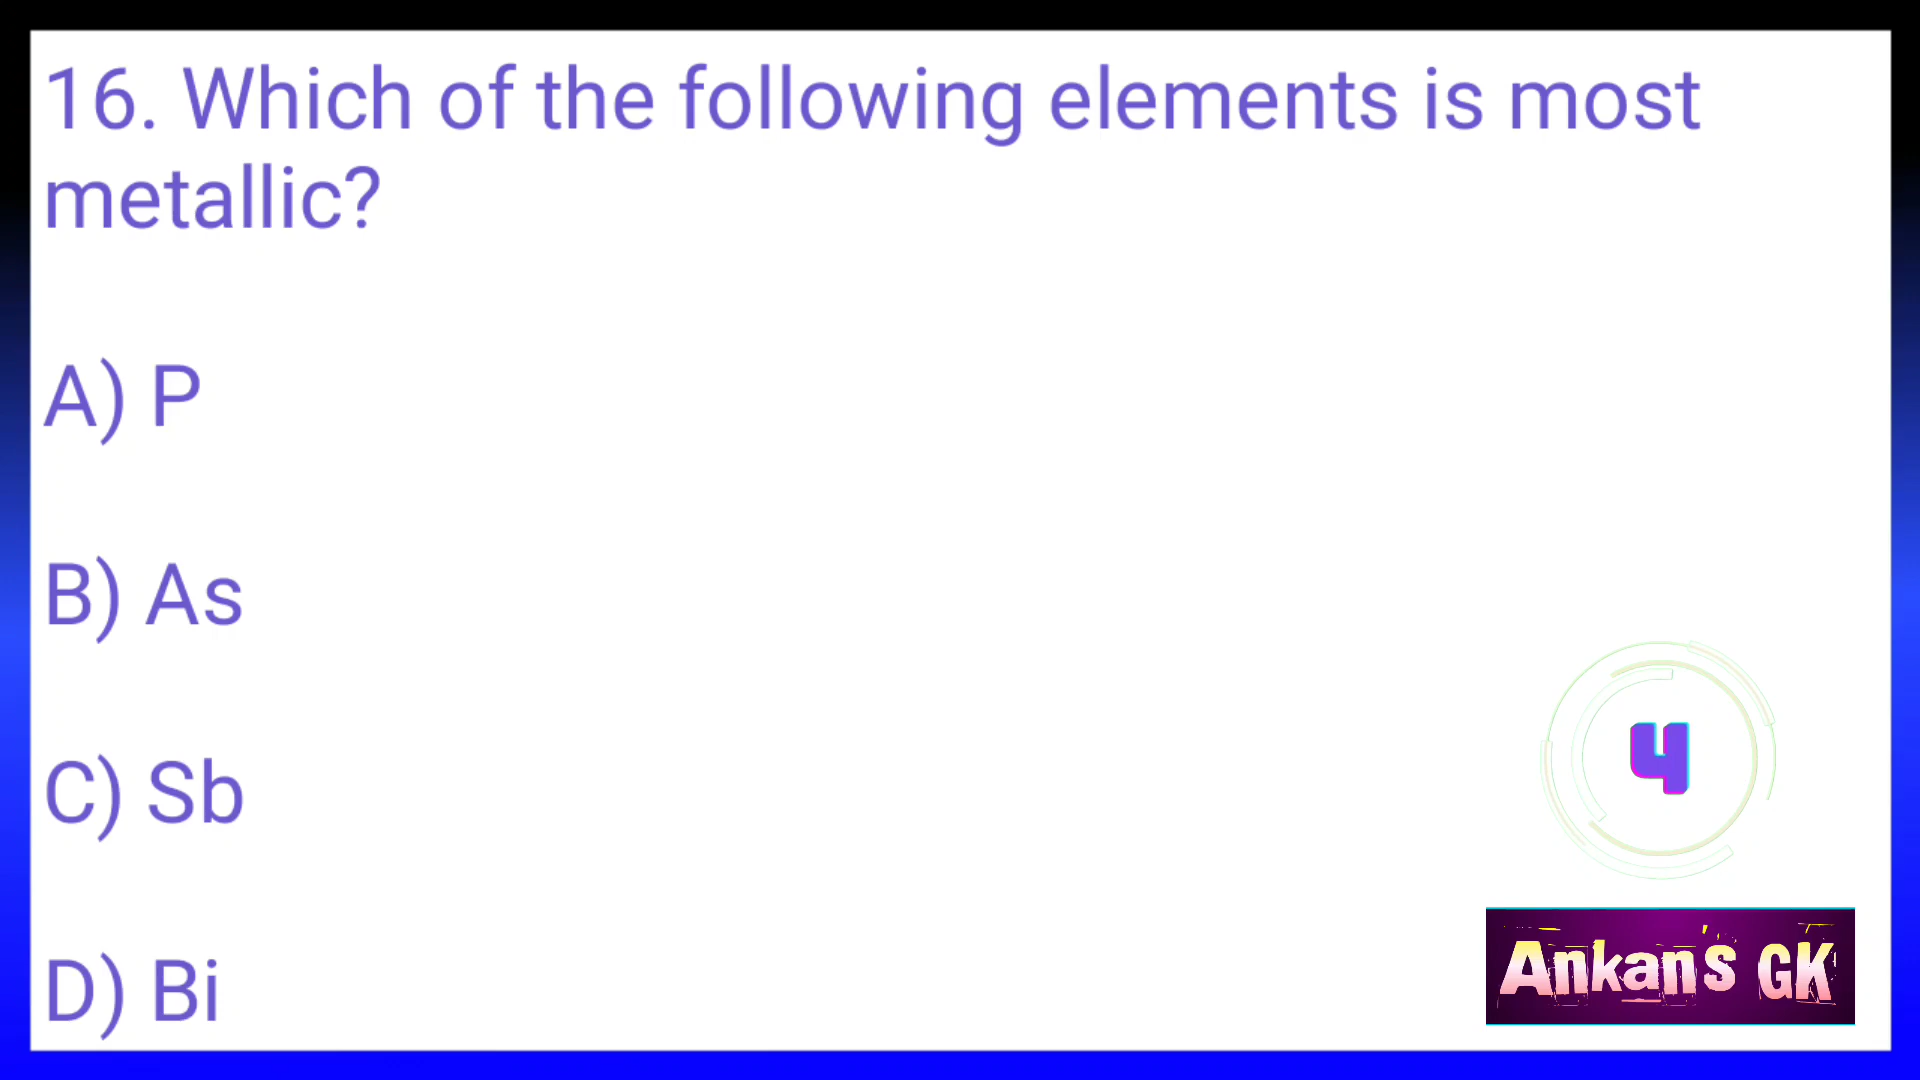 16. Which of the following elements is most
metallic?
A) P
B) As
C) Sb
D) Bi
4
Ankan's GK